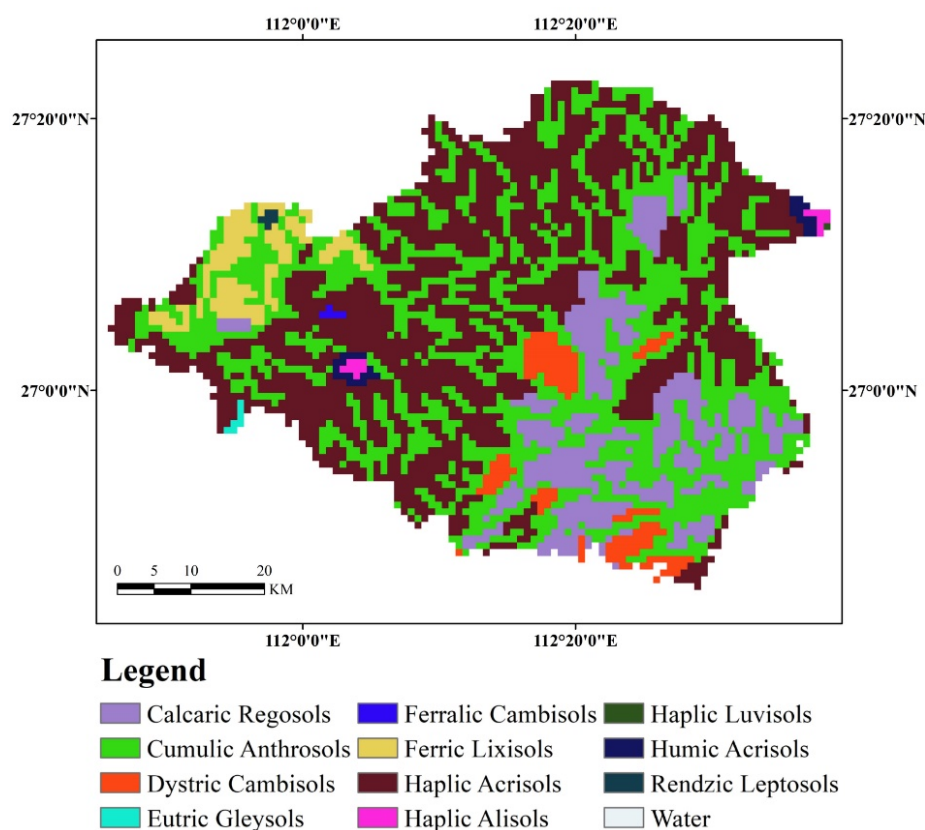 112°0'0"E 112°20'0"E
27°20'0"N 27°20'0"N
27°0'0"N 27°0'0"N
0 5 10 20
KM
112°0'0"E 112°20'0"E
Legend
Calcaric Regosols Ferralic Cambisols Haplic Luvisols
Cumulic Anthrosols Ferric Lixisols Humic Acrisols
Dystric Cambisols Haplic Acrisols Rendzic Leptosols
Eutric Gleysols Haplic Alisols Water